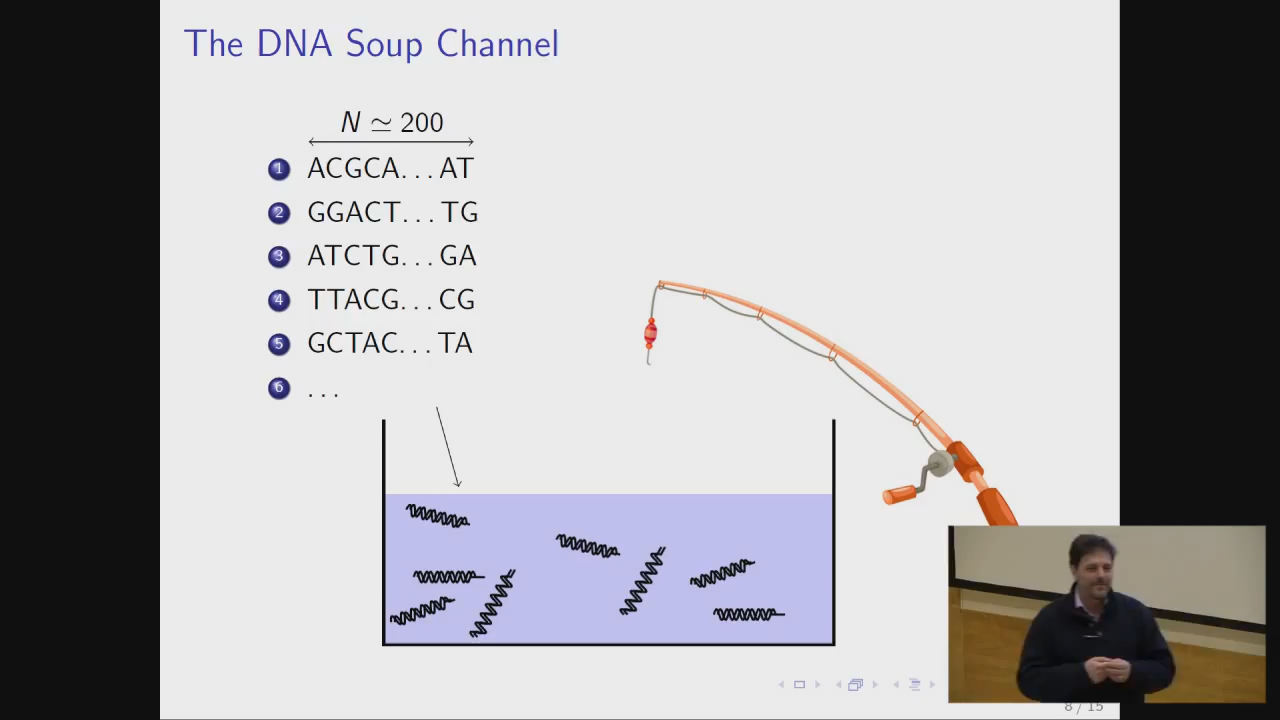 The DNA Soup Channel
N ≃ 200
1 ACGCA...AT
2 GGACT...TG
3 ATCTG...GA
4 TTACG...CG
5 GCTAC...TA
6 ...
8 / 15